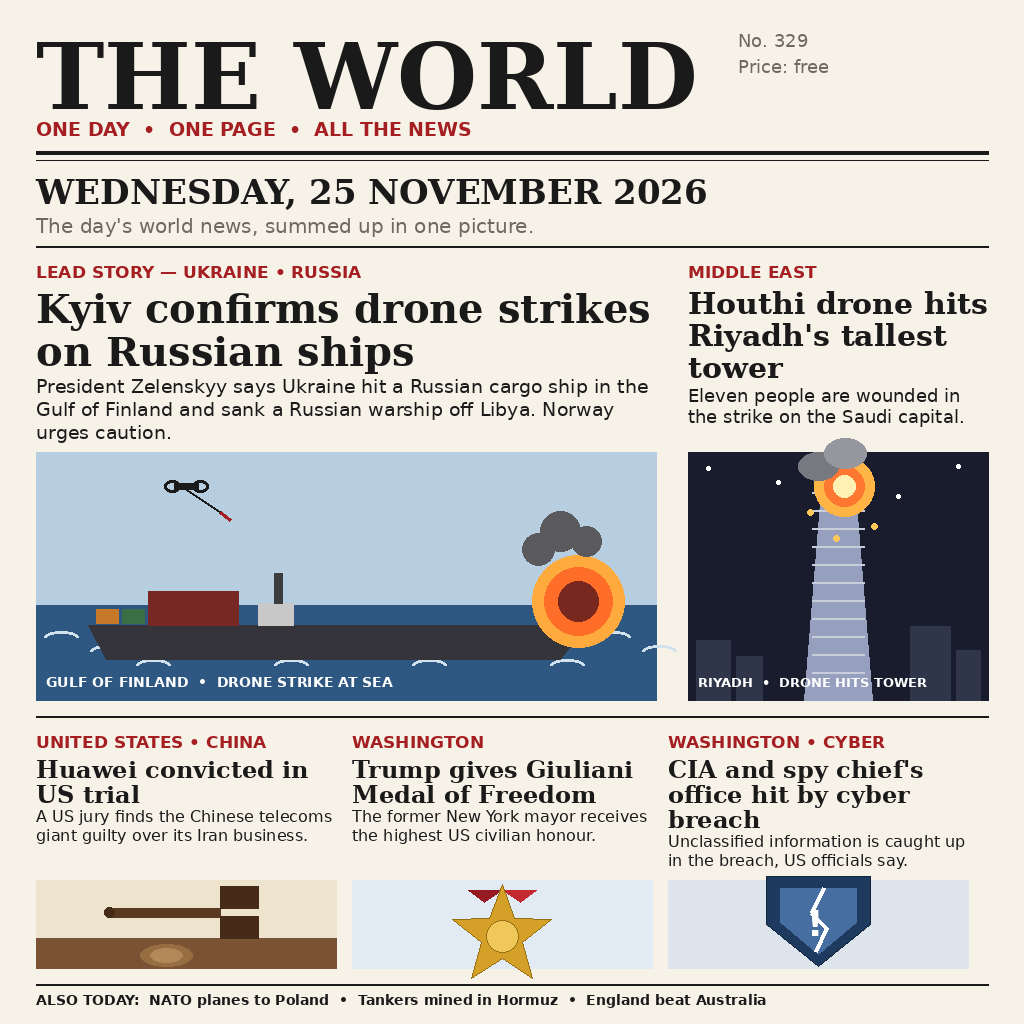 THE WORLD
No. 329
Price: free
ONE DAY • ONE PAGE • ALL THE NEWS
WEDNESDAY, 25 NOVEMBER 2026
The day's world news, summed up in one picture.
LEAD STORY — UKRAINE • RUSSIA
Kyiv confirms drone strikes
on Russian ships
President Zelenskyy says Ukraine hit a Russian cargo ship in the
Gulf of Finland and sank a Russian warship off Libya. Norway
urges caution.
GULF OF FINLAND • DRONE STRIKE AT SEA
MIDDLE EAST
Houthi drone hits
Riyadh's tallest
tower
Eleven people are wounded in
the strike on the Saudi capital.
RIYADH • DRONE HITS TOWER
UNITED STATES • CHINA
Huawei convicted in
US trial
A US jury finds the Chinese telecoms
giant guilty over its Iran business.
WASHINGTON
Trump gives Giuliani
Medal of Freedom
The former New York mayor receives
the highest US civilian honour.
WASHINGTON • CYBER
CIA and spy chief's
office hit by cyber
breach
Unclassified information is caught up
in the breach, US officials say.
!
ALSO TODAY: NATO planes to Poland • Tankers mined in Hormuz • England beat Australia